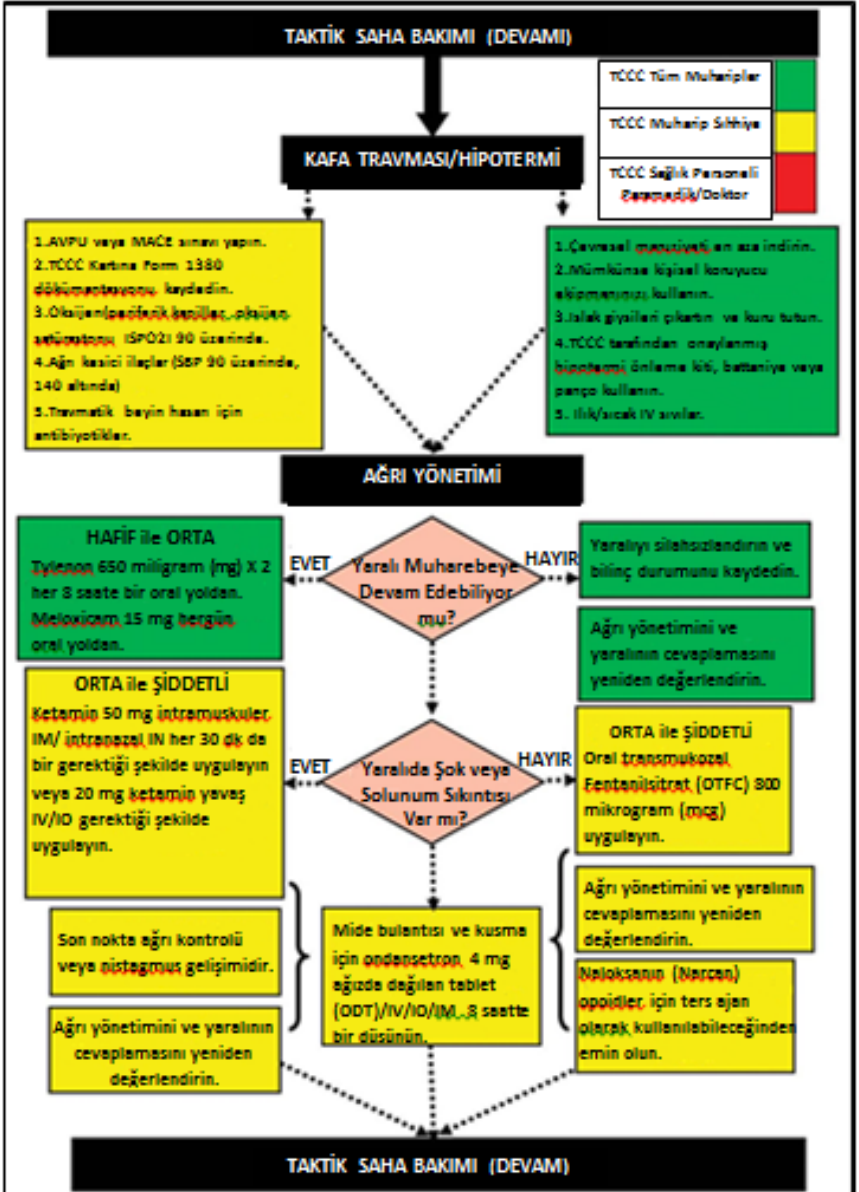 TAKTİK SAHA BAKIMI (DEVAMI)
TCCC Tüm Muharipler
TCCC Muharip Sıhhiye
TCCC Sağlık Personeli
Paramedik/Doktor
KAFA TRAVMASI/HİPOTERMİ
1.AVPU veya MACE sınavı yapın.
2.TCCC Kartına Form 1380
dökümantasyonu kaydedin.
3.Oksijen(periferik kapiller oksijen
satürasyonu ISPO2I 90 üzerinde.
4.Ağrı kesici ilaçlar (SBP 90 üzerinde,
140 altında)
5.Travmatik beyin hasarı için
antibiyotikler.
1.Çevresel maruziyeti en aza indirin.
2.Mümkünse kişisel koruyucu
ekipmanınızı kullanın.
3.Islak giysileri çıkartın ve kuru tutun.
4.TCCC tarafından onaylanmış
hipotermi önleme kiti, battaniye veya
panço kullanın.
5. Ilık/sıcak IV sıvılar.
AĞRI YÖNETİMİ
HAFİF ile ORTA
Tylenon 650 miligram (mg) X 2
her 8 saate bir oral yoldan.
Meloxicam 15 mg hergün
oral yoldan.
EVET
Yaralı Muharebeye
Devam Edebiliyor
mu?
HAYIR
Yaralıyı silahsızlandırın ve
bilinç durumunu kaydedin.
Ağrı yönetimini ve
yaralının cevaplamasını
yeniden değerlendirin.
ORTA ile ŞİDDETLİ
Ketamin 50 mg intramuskuler
IM/ intranazal IN her 30 dk da
bir gerektiği şekilde uygulayın
veya 20 mg ketamin yavaş
IV/IO gerektiği şekilde
uygulayın.
EVET
Yaralıda Şok veya
Solunum Sıkıntısı
Var mı?
HAYIR
ORTA ile ŞİDDETLİ
Oral transmukozal
Fentanilsitrat (OTFC) 800
mikrogram (mcg)
uygulayın.
Son nokta ağrı kontrolü
veya nistagmus gelişimidir.
Ağrı yönetimini ve yaralının
cevaplamasını yeniden
değerlendirin.
Mide bulantısı ve kusma
için ondansetron 4 mg
ağızda dağılan tablet
(ODT)/IV/IO/IM 8 saatte
bir düşünün.
Ağrı yönetimini ve yaralının
cevaplamasını yeniden
değerlendirin.
Naloksanın (Narcan)
opoidler için ters ajan
olarak kullanılabileceğinden
emin olun.
TAKTİK SAHA BAKIMI (DEVAM)